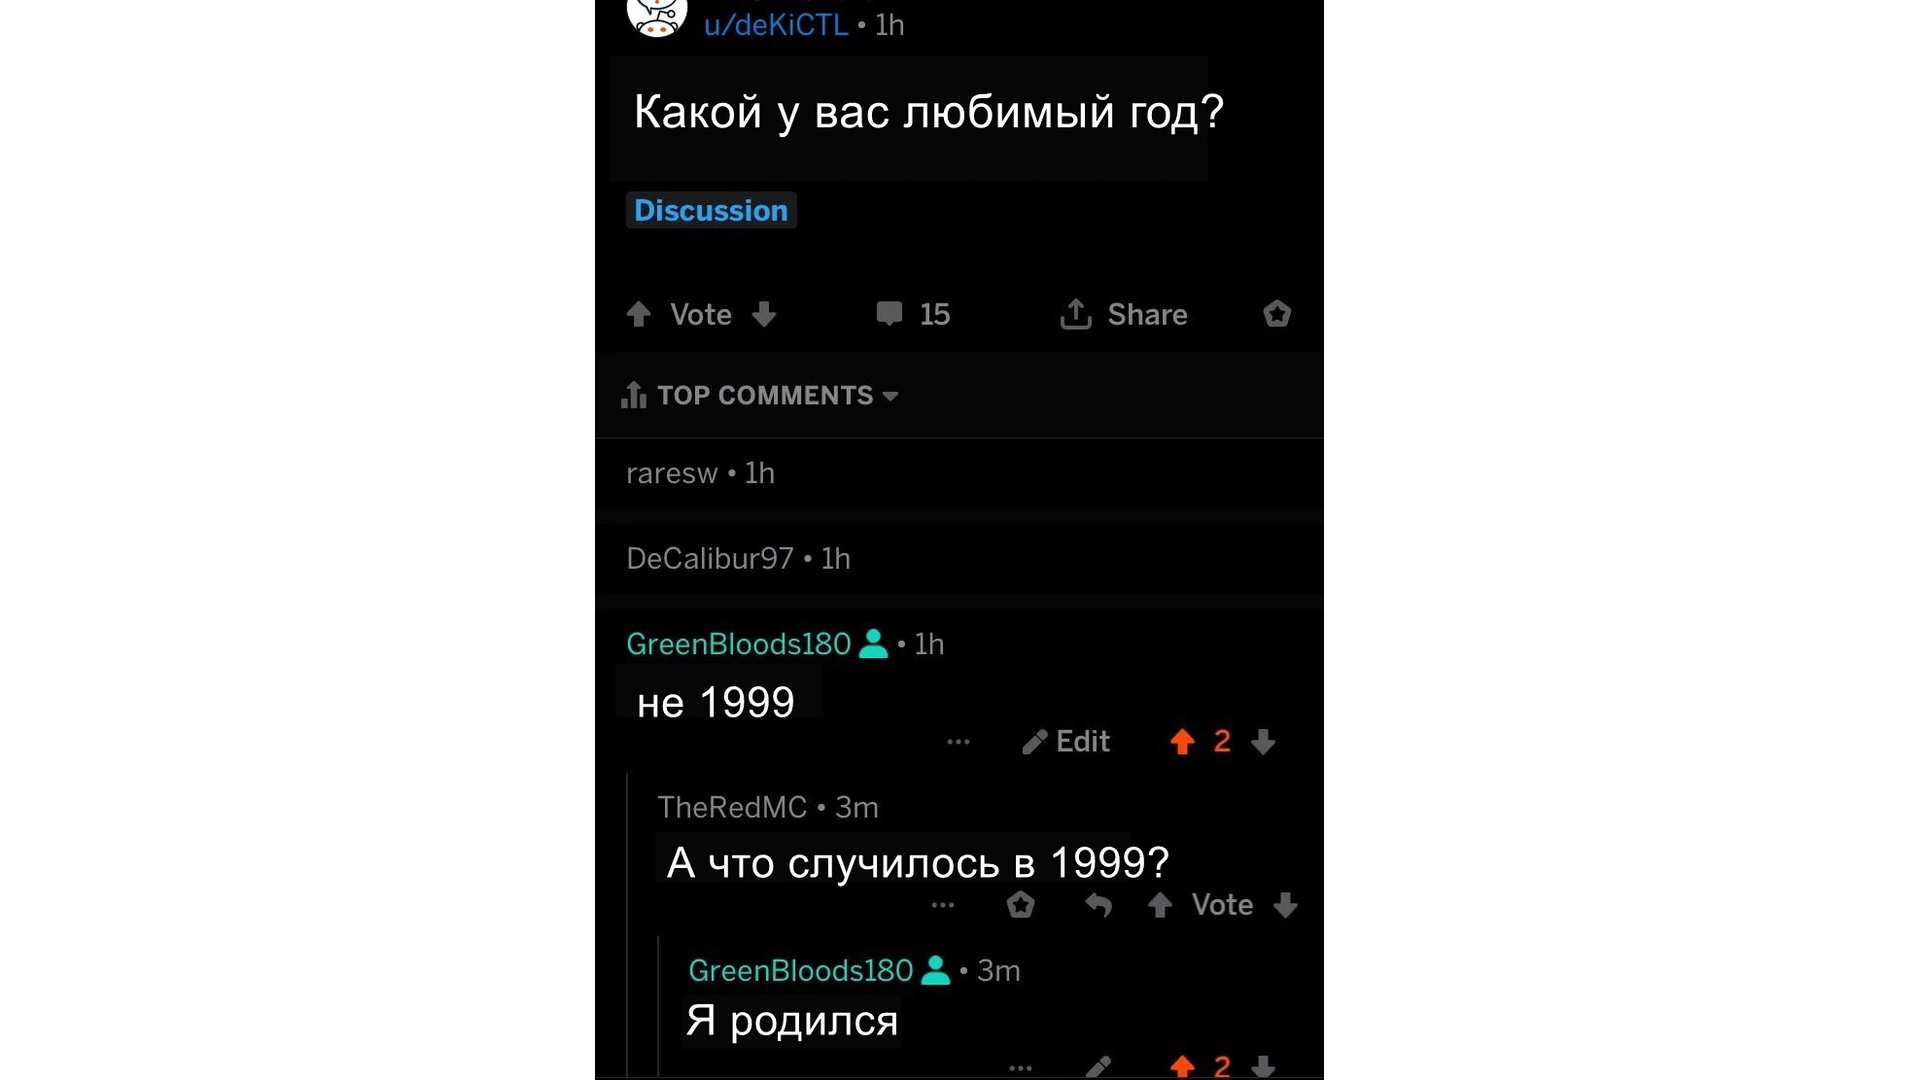 u/deKiCTL • 1h
Какой у вас любимый год?
Discussion
Vote 15 Share
TOP COMMENTS
raresw • 1h
DeCalibur97 • 1h
GreenBloods180 • 1h
не 1999
... Edit 2
TheRedMC • 3m
А что случилось в 1999?
... Vote
GreenBloods180 • 3m
Я родился
... 2